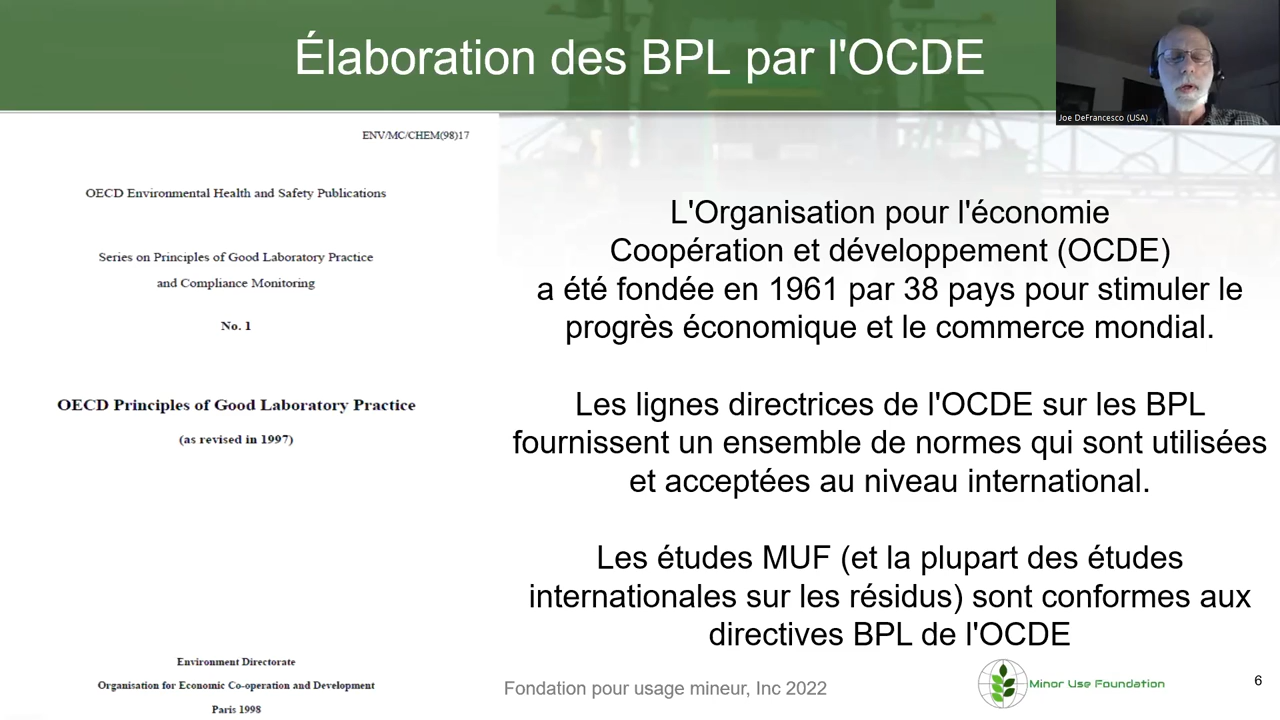 Élaboration des BPL par l'OCDE
Joe DeFrancesco (USA)
ENV/MC/CHEM(98)17
OECD Environmental Health and Safety Publications
Series on Principles of Good Laboratory Practice
and Compliance Monitoring
No. 1
OECD Principles of Good Laboratory Practice
(as revised in 1997)
Environment Directorate
Organisation for Economic Co-operation and Development
Paris 1998
L'Organisation pour l'économie
Coopération et développement (OCDE)
a été fondée en 1961 par 38 pays pour stimuler le
progrès économique et le commerce mondial.
Les lignes directrices de l'OCDE sur les BPL
fournissent un ensemble de normes qui sont utilisées
et acceptées au niveau international.
Les études MUF (et la plupart des études
internationales sur les résidus) sont conformes aux
directives BPL de l'OCDE
Fondation pour usage mineur, Inc 2022
Minor Use Foundation
6